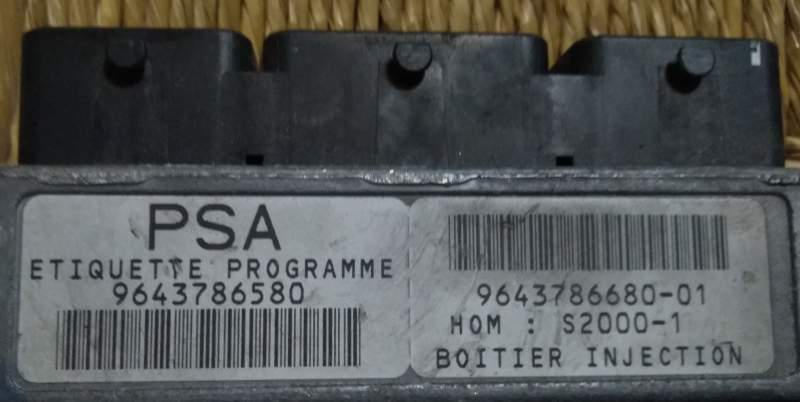 PSA
ETIQUETTE PROGRAMME
9643786580
9643786680-01
HOM : S2000-1
BOITIER INJECTION